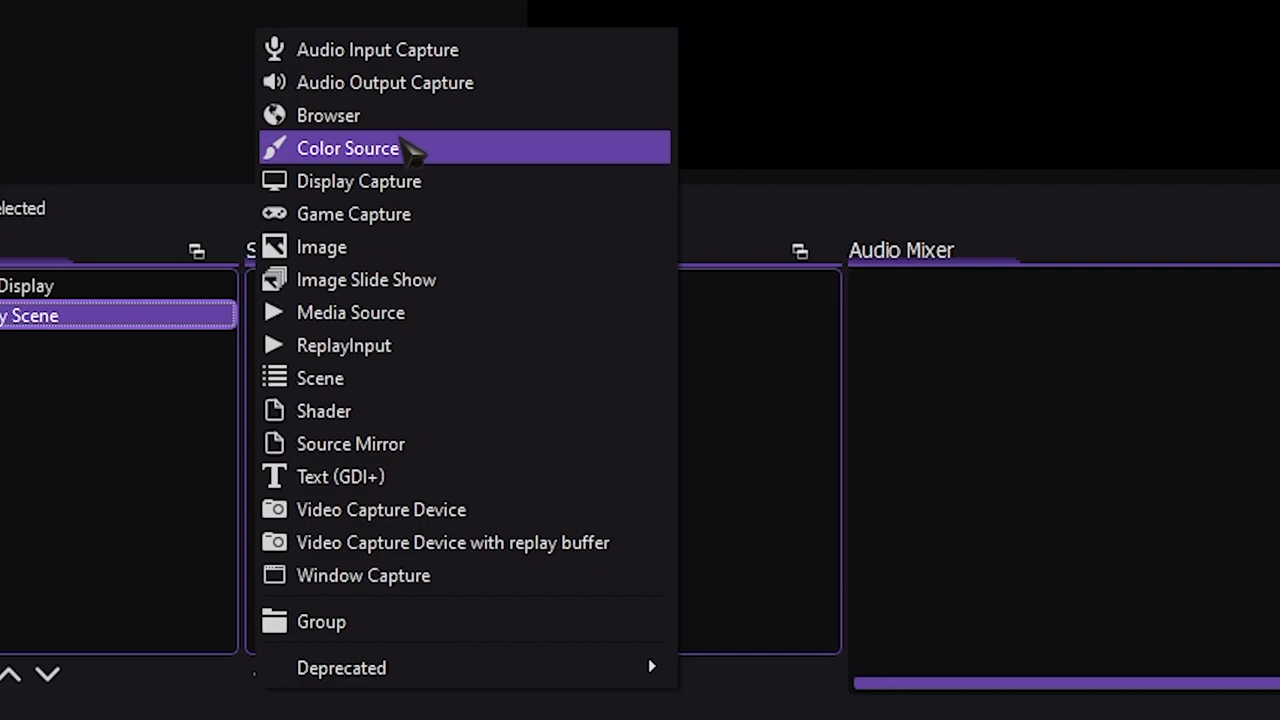 Audio Input Capture
Audio Output Capture
Browser
Color Source
Display Capture
Game Capture
Image
Image Slide Show
Media Source
ReplayInput
Scene
Shader
Source Mirror
Text (GDI+)
Video Capture Device
Video Capture Device with replay buffer
Window Capture
Group
Deprecated
elected
Display
y Scene
S
Audio Mixer